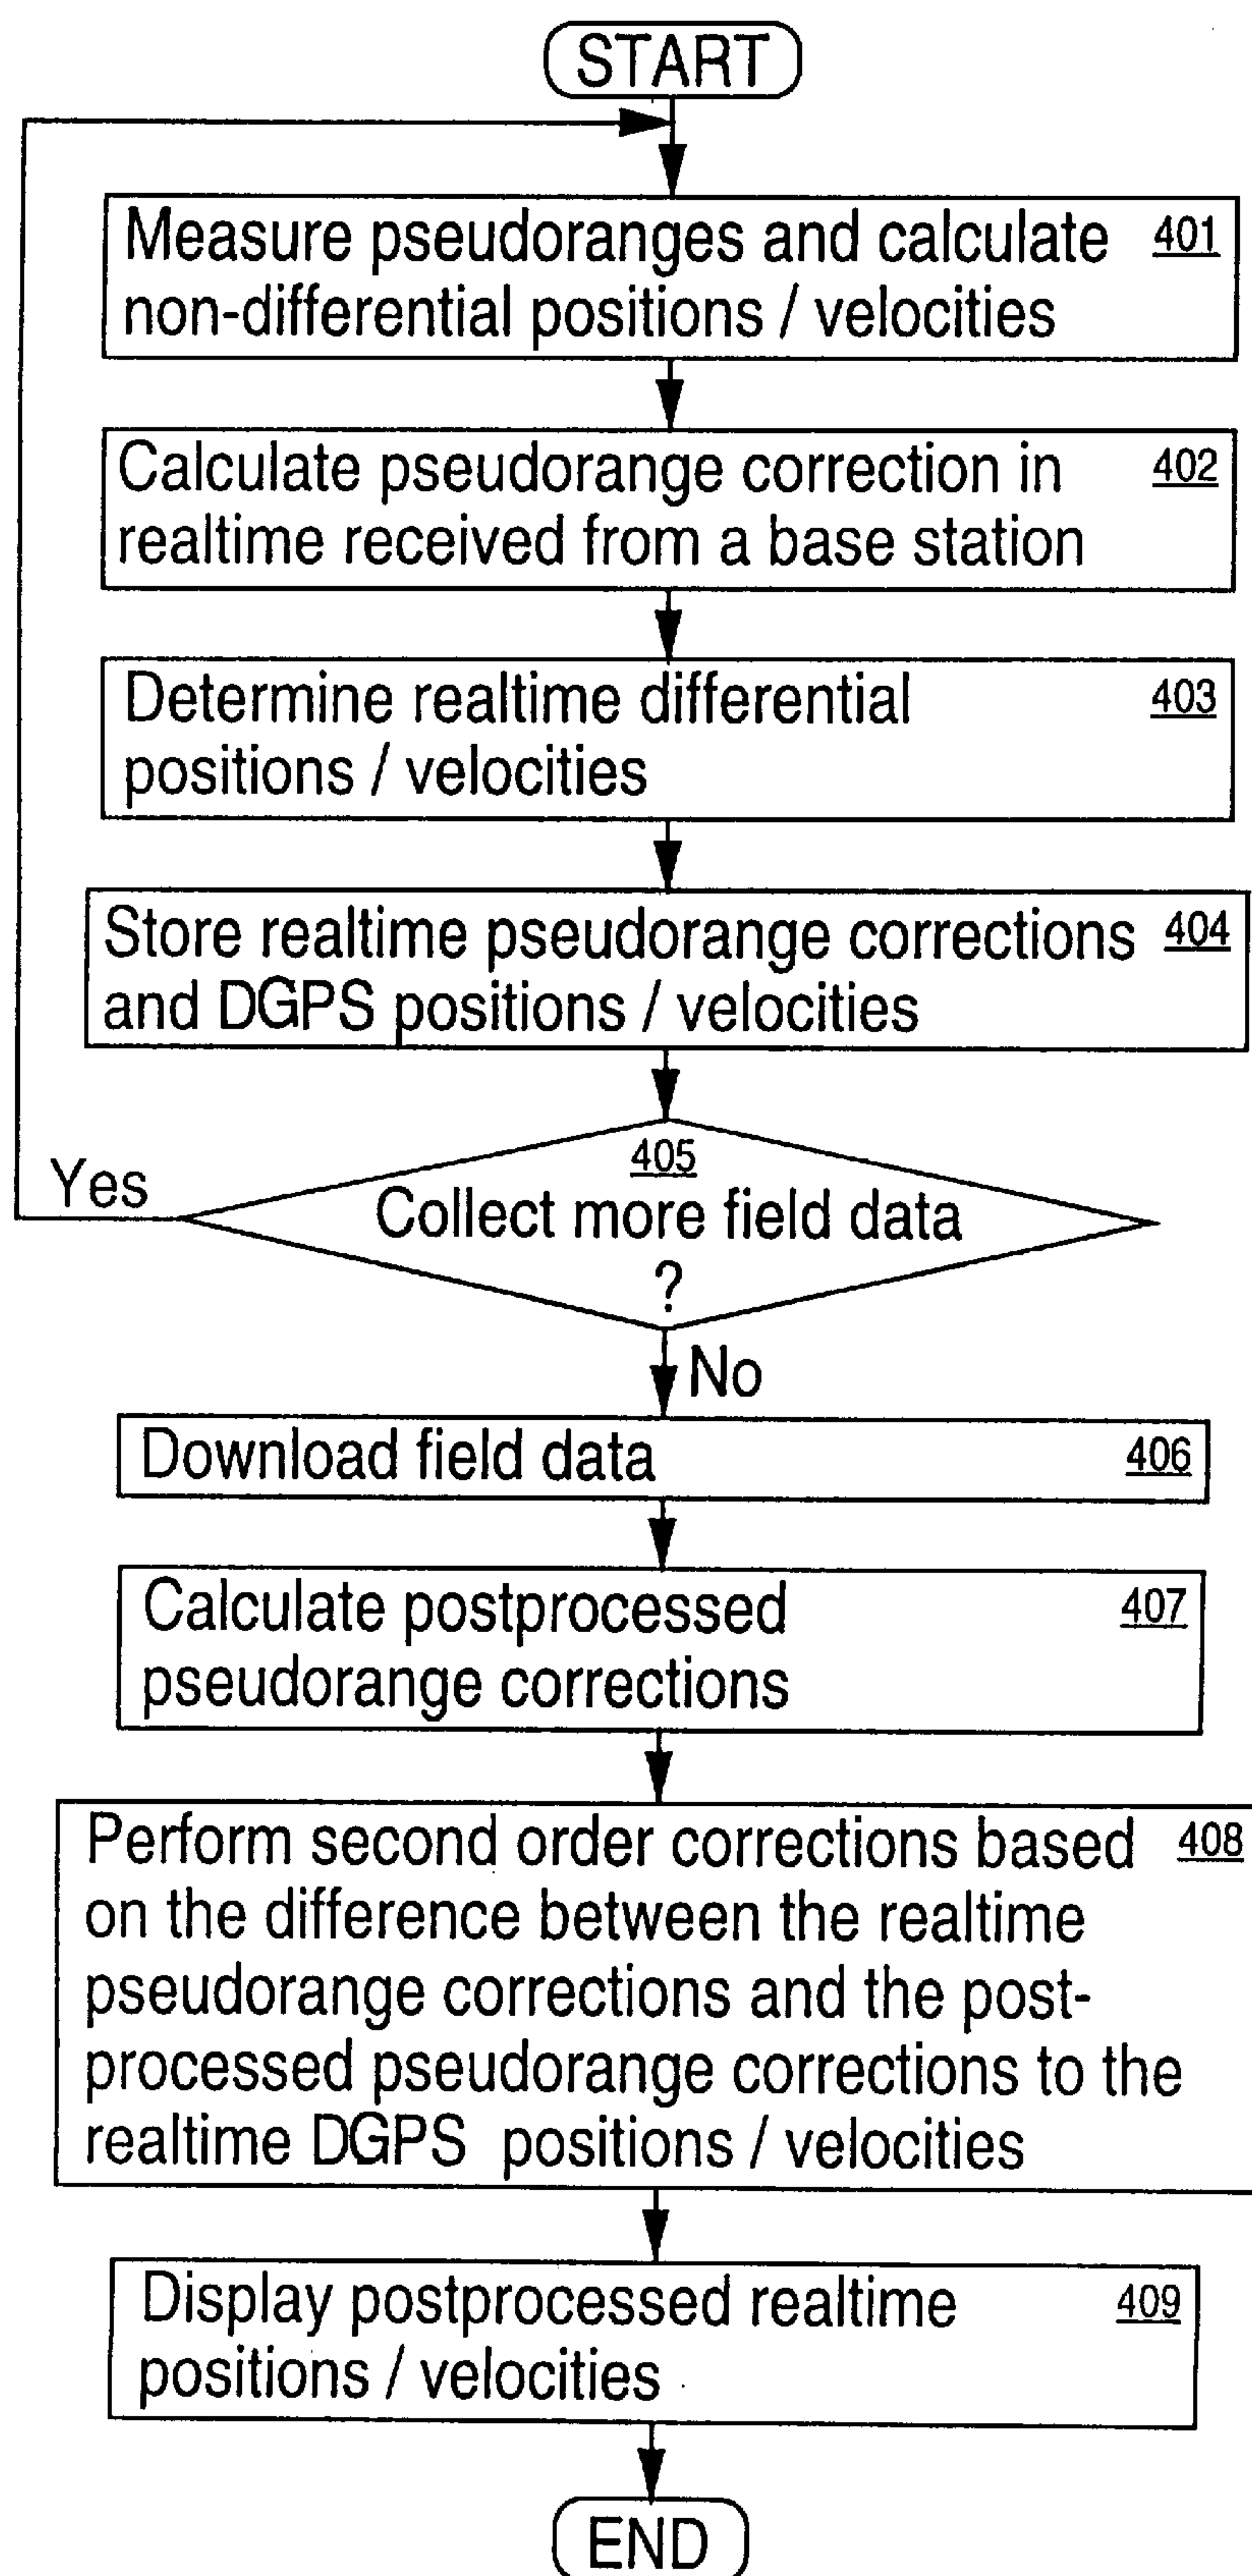 START
Measure pseudoranges and calculate 401
non-differential positions / velocities
Calculate pseudorange correction in 402
realtime received from a base station
Determine realtime differential 403
positions / velocities
Store realtime pseudorange corrections 404
and DGPS positions / velocities
405
Yes
Collect more field data
?
No
Download field data 406
Calculate postprocessed 407
pseudorange corrections
Perform second order corrections based 408
on the difference between the realtime
pseudorange corrections and the post-
processed pseudorange corrections to the
realtime DGPS positions / velocities
Display postprocessed realtime 409
positions / velocities
END